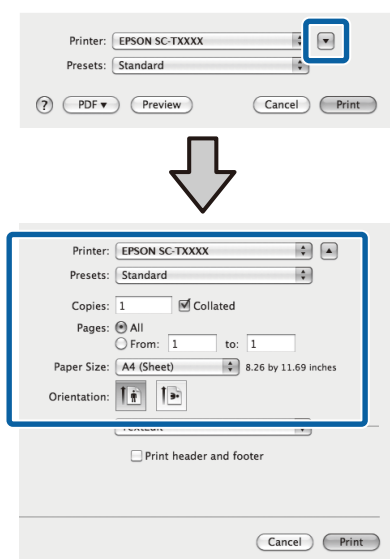 Printer: EPSON SC-TXXXX
Presets: Standard
? PDF Preview Cancel Print
Printer: EPSON SC-TXXXX
Presets: Standard
Copies: 1 Collated
Pages: All
From: 1 to: 1
Paper Size: A4 (Sheet) 8.26 by 11.69 inches
Orientation:
TextEdit
Print header and footer
Cancel Print